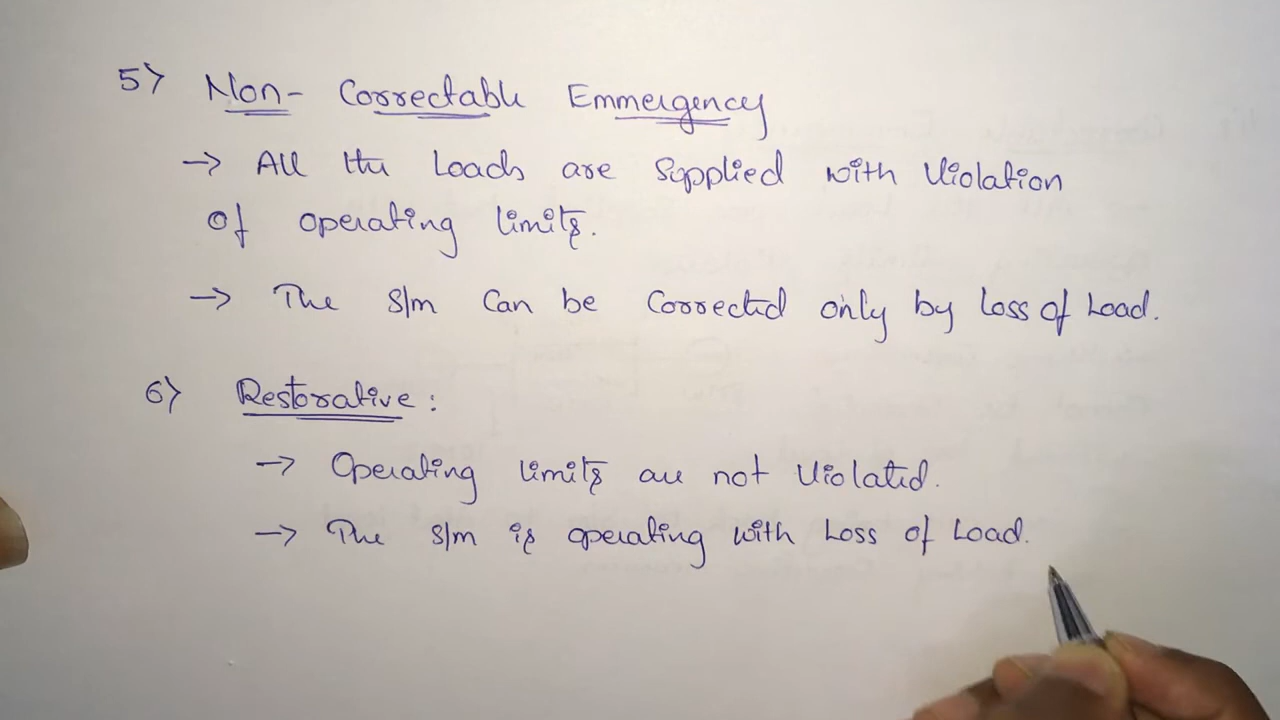 5> Non- Correctable Emmergency
→ All the Loads are Supplied with Violation
of operating limits.
→ The S/m Can be Corrected only by Loss of Load.
6> Restorative :
→ Operating limits are not Violated.
→ The S/m is operating with Loss of Load.